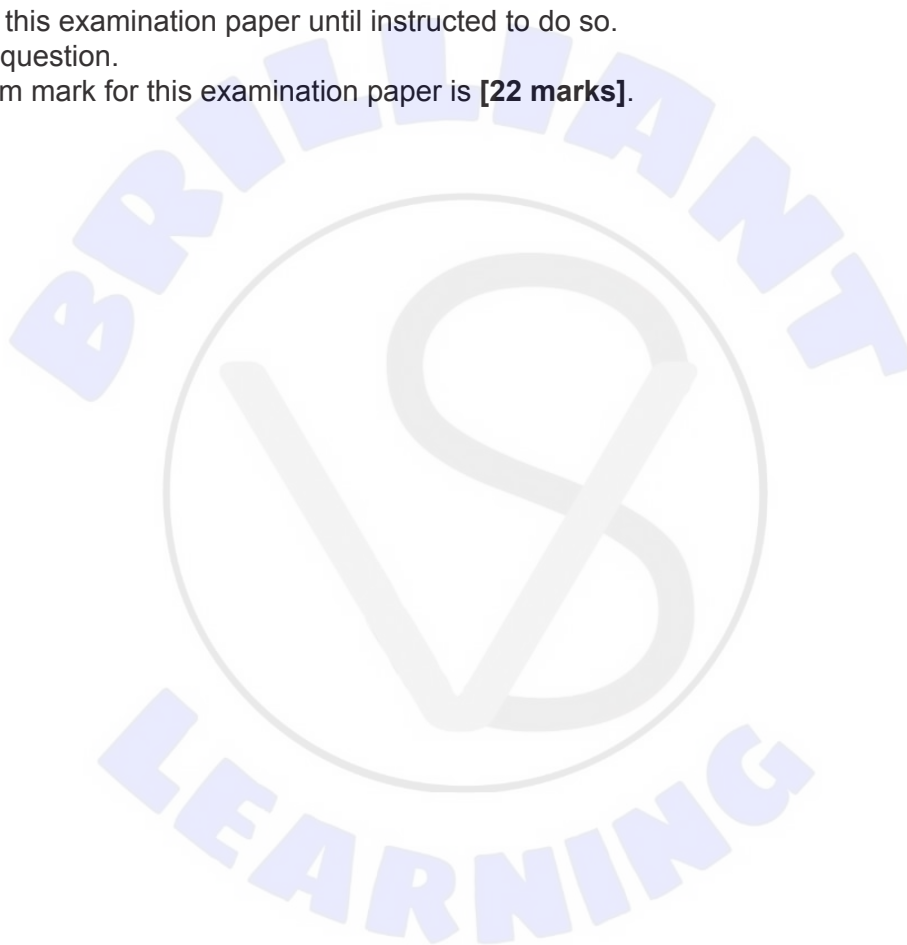 this examination paper until instructed to do so.
question.
m mark for this examination paper is [22 marks].
BRILLIANT
VS
LEARNING